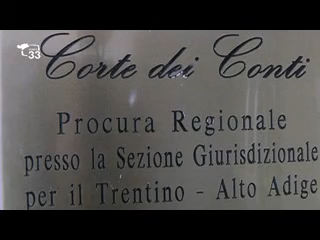 33
Corte dei Conti
Procura Regionale
presso la Sezione Giurisdizionale
per il Trentino - Alto Adige